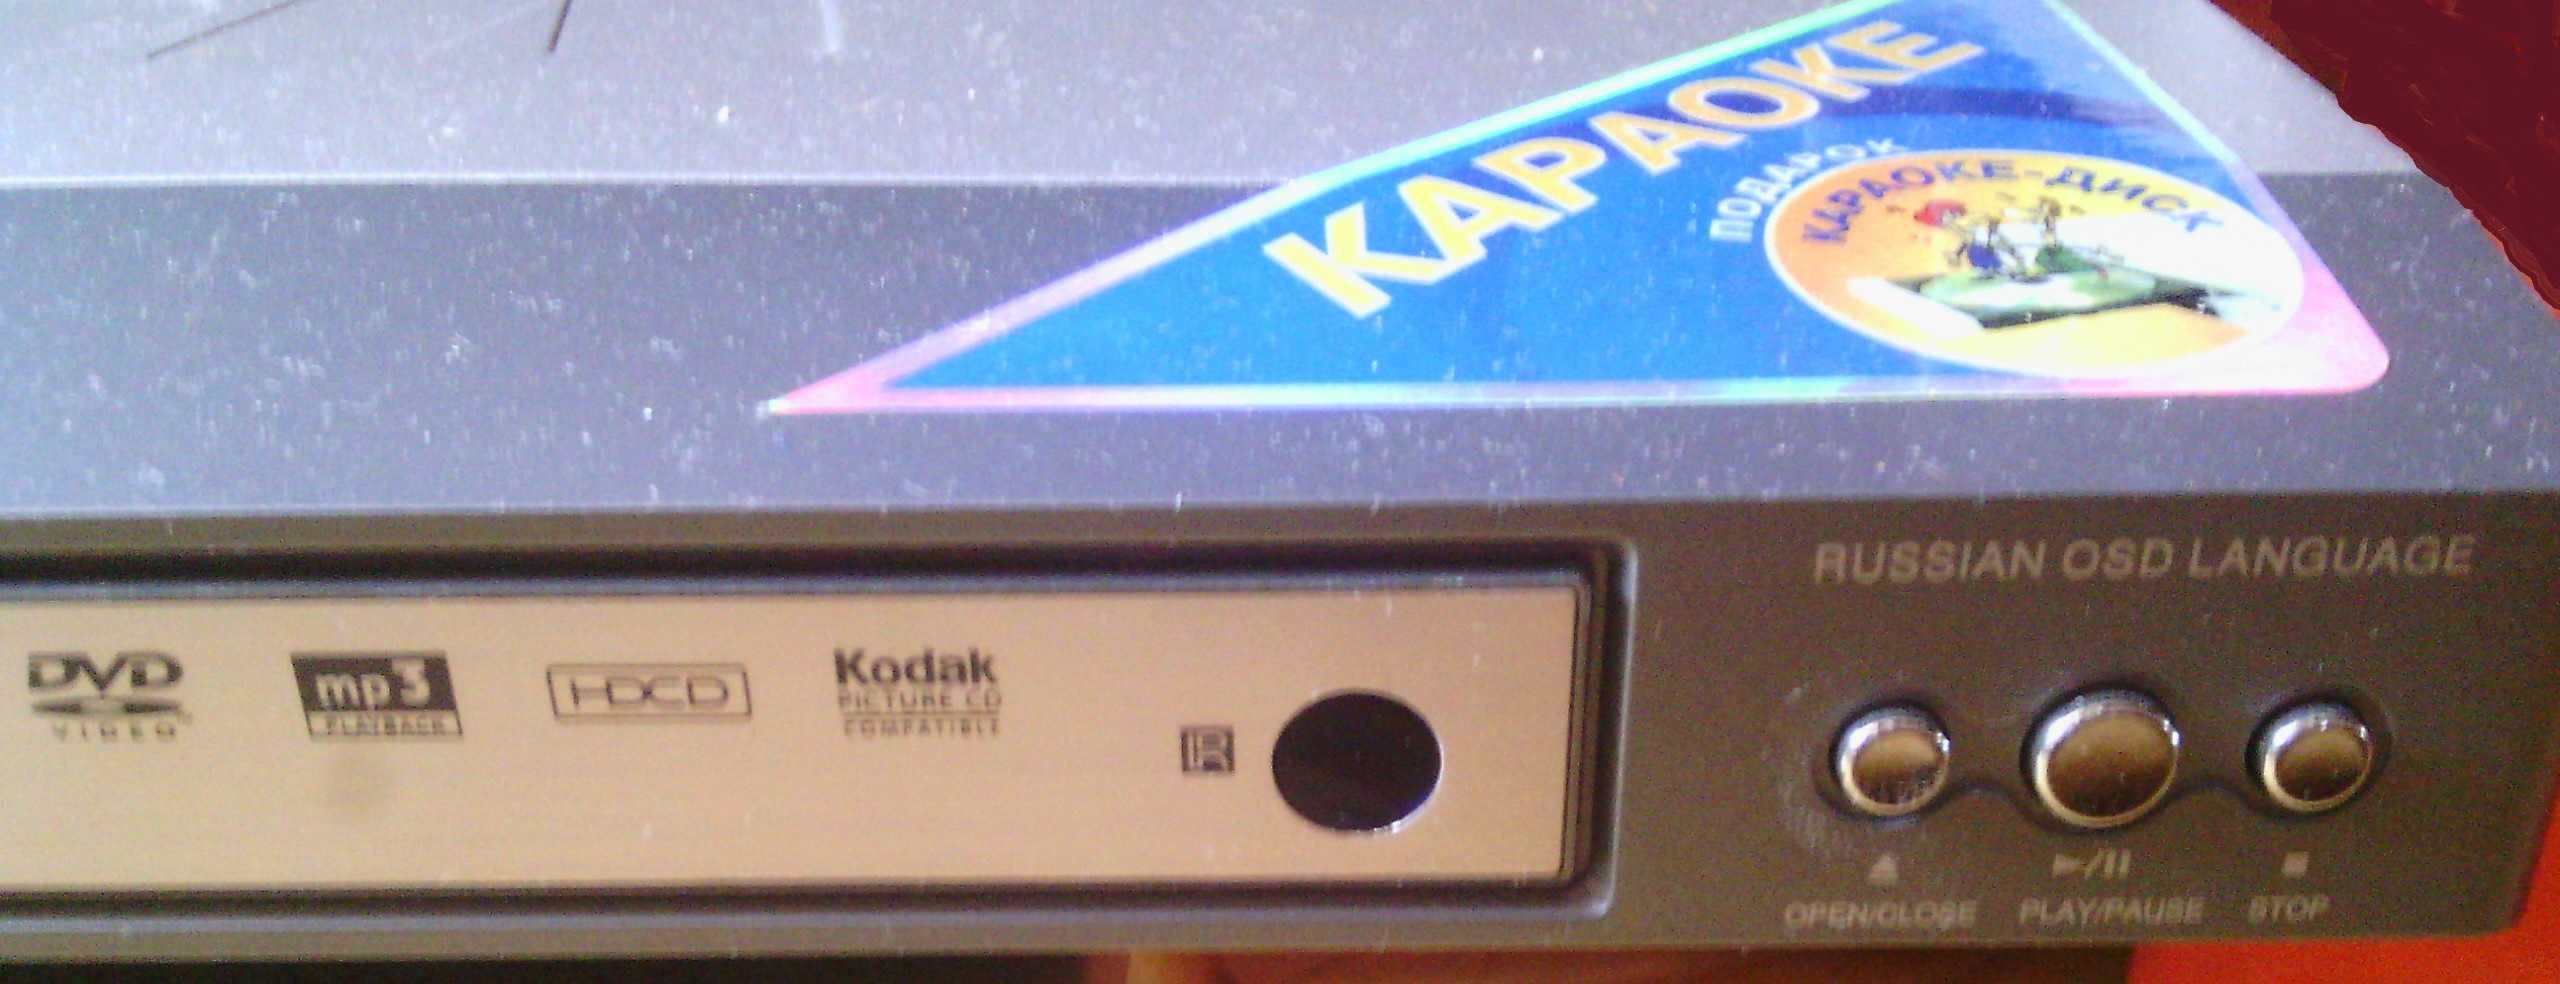 КАРАОКЕ
ПОДАРОК
КАРАОКЕ-ДИСК
RUSSIAN OSD LANGUAGE
DVD
VIDEO
mp3
PLAYBACK
HDCD
Kodak
PICTURE CD
COMPATIBLE
IR
OPEN/CLOSE
PLAY/PAUSE
STOP